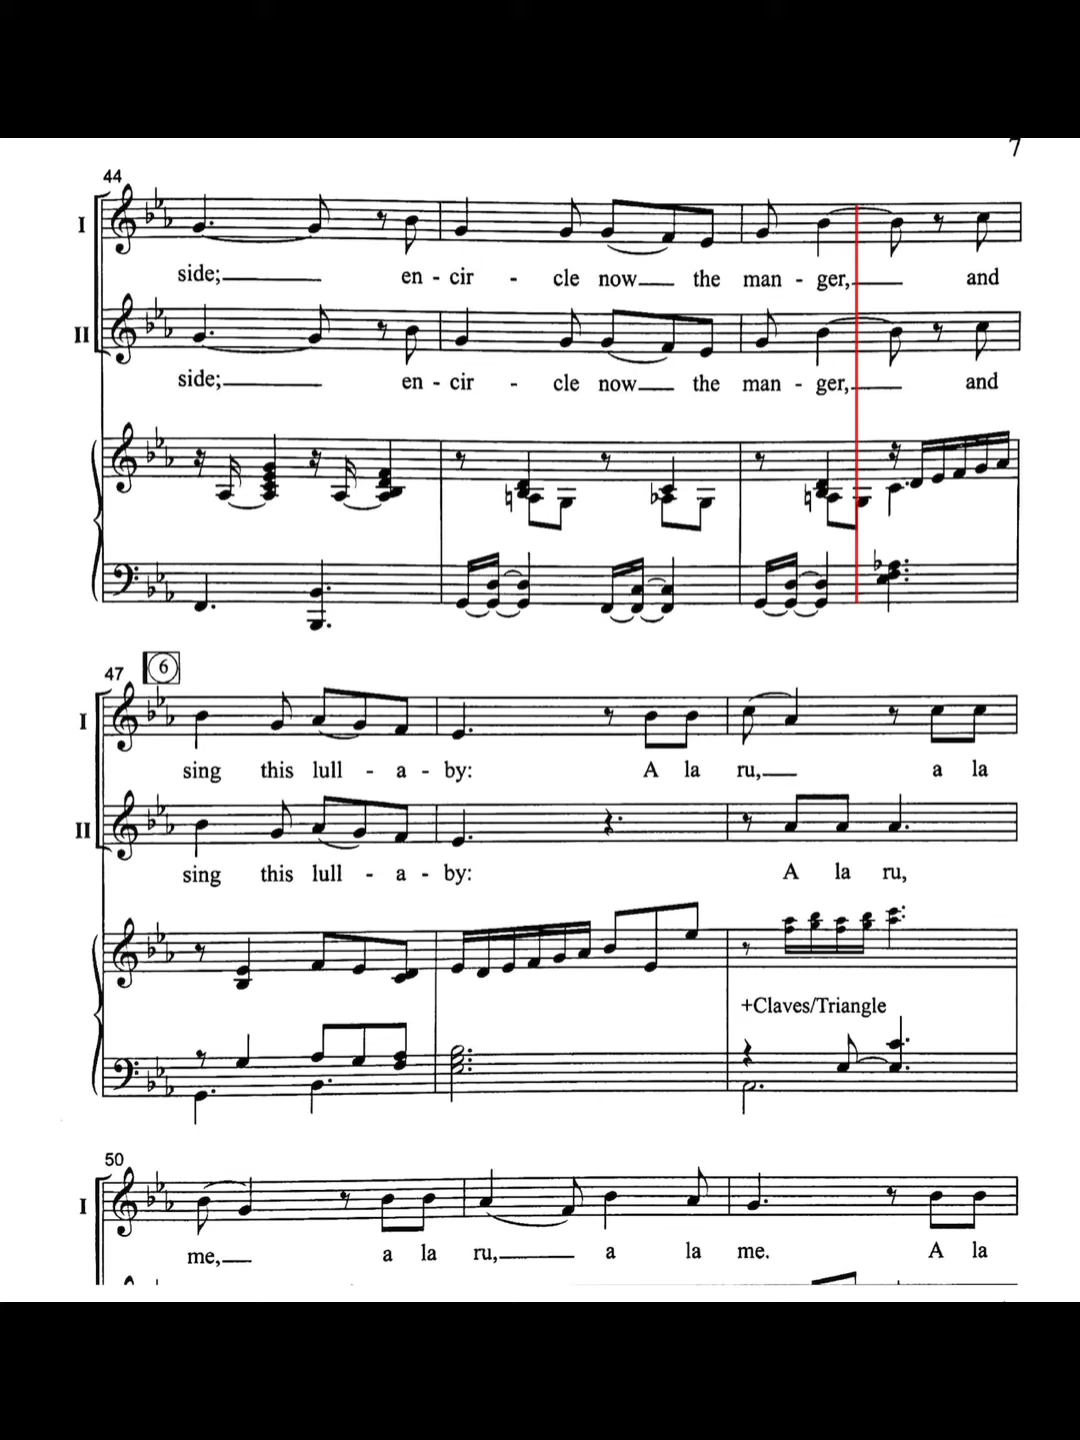 7
44
I
side; en - cir - cle now the man - ger, and
II
side; en - cir - cle now the man - ger, and
47 6
I
sing this lull - a - by: A la ru, a la
II
sing this lull - a - by: A la ru,
+Claves/Triangle
50
I
me, a la ru, a la me. A la